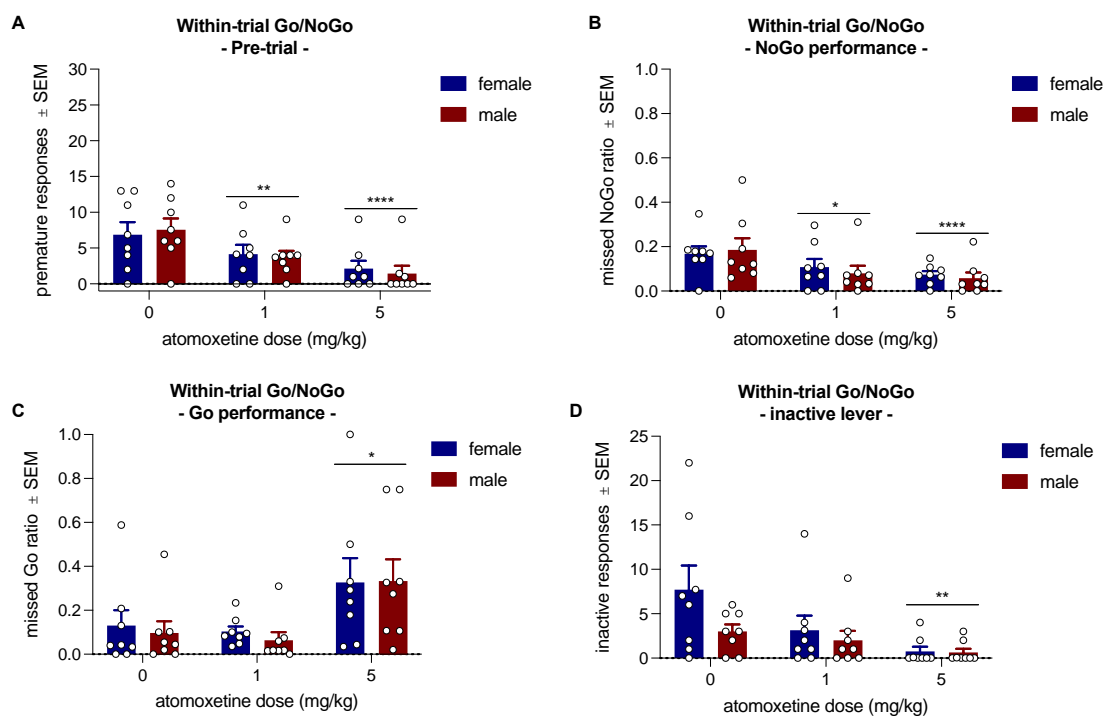 A
Within-trial Go/NoGo
- Pre-trial -
30
25
20
15
10
5
0
premature responses ± SEM
female
male
**
****
0 1 5
atomoxetine dose (mg/kg)
B
Within-trial Go/NoGo
- NoGo performance -
1.0
0.8
0.6
0.4
0.2
0.0
missed NoGo ratio ± SEM
female
male
*
****
0 1 5
atomoxetine dose (mg/kg)
C
Within-trial Go/NoGo
- Go performance -
1.0
0.8
0.6
0.4
0.2
0.0
missed Go ratio ± SEM
female
male
*
0 1 5
atomoxetine dose (mg/kg)
D
Within-trial Go/NoGo
- inactive lever -
25
20
15
10
5
0
inactive responses ± SEM
female
male
**
0 1 5
atomoxetine dose (mg/kg)